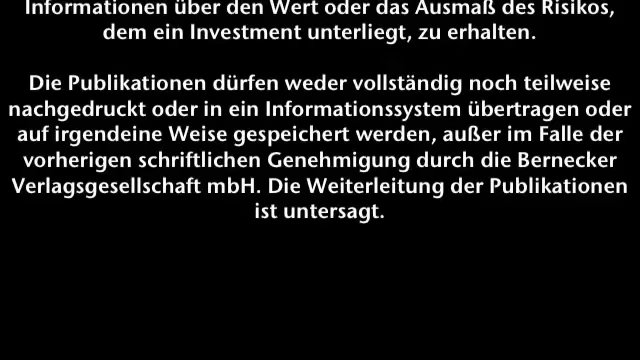 Informationen über den Wert oder das Ausmaß des Risikos,
dem ein Investment unterliegt, zu erhalten.
Die Publikationen dürfen weder vollständig noch teilweise
nachgedruckt oder in ein Informationssystem übertragen oder
auf irgendeine Weise gespeichert werden, außer im Falle der
vorherigen schriftlichen Genehmigung durch die Bernecker
Verlagsgesellschaft mbH. Die Weiterleitung der Publikationen
ist untersagt.